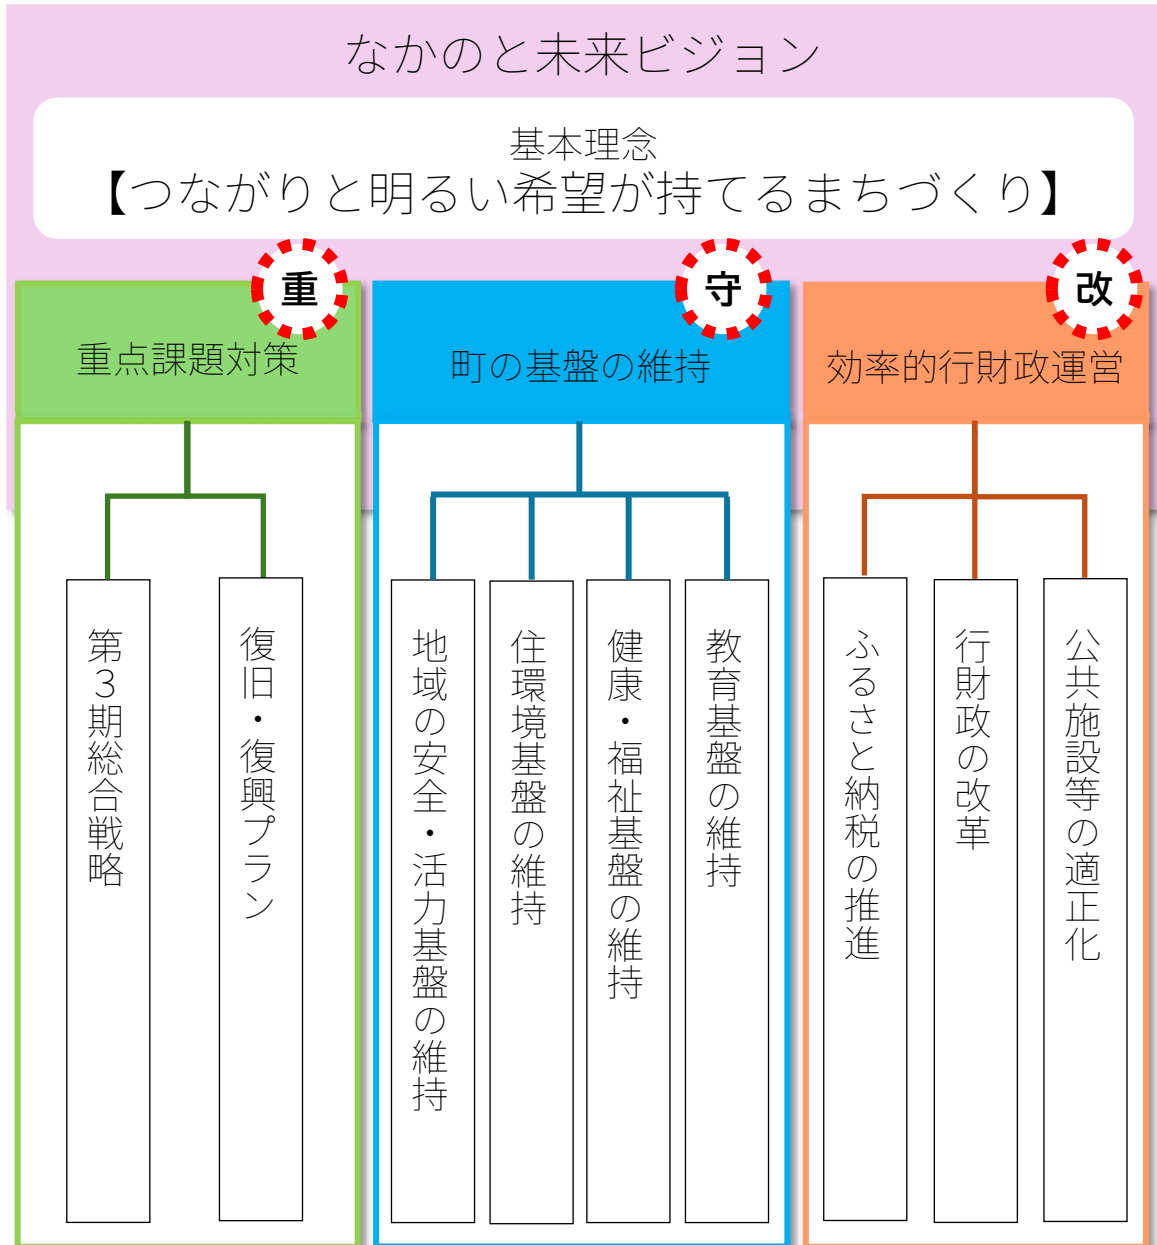 なかのと未来ビジョン
基本理念
【つながりと明るい希望が持てるまちづくり】
重
重点課題対策
第３期総合戦略
復旧・復興プラン
守
町の基盤の維持
地域の安全・活力基盤の維持
住環境基盤の維持
健康・福祉基盤の維持
教育基盤の維持
改
効率的行財政運営
ふるさと納税の推進
行財政の改革
公共施設等の適正化